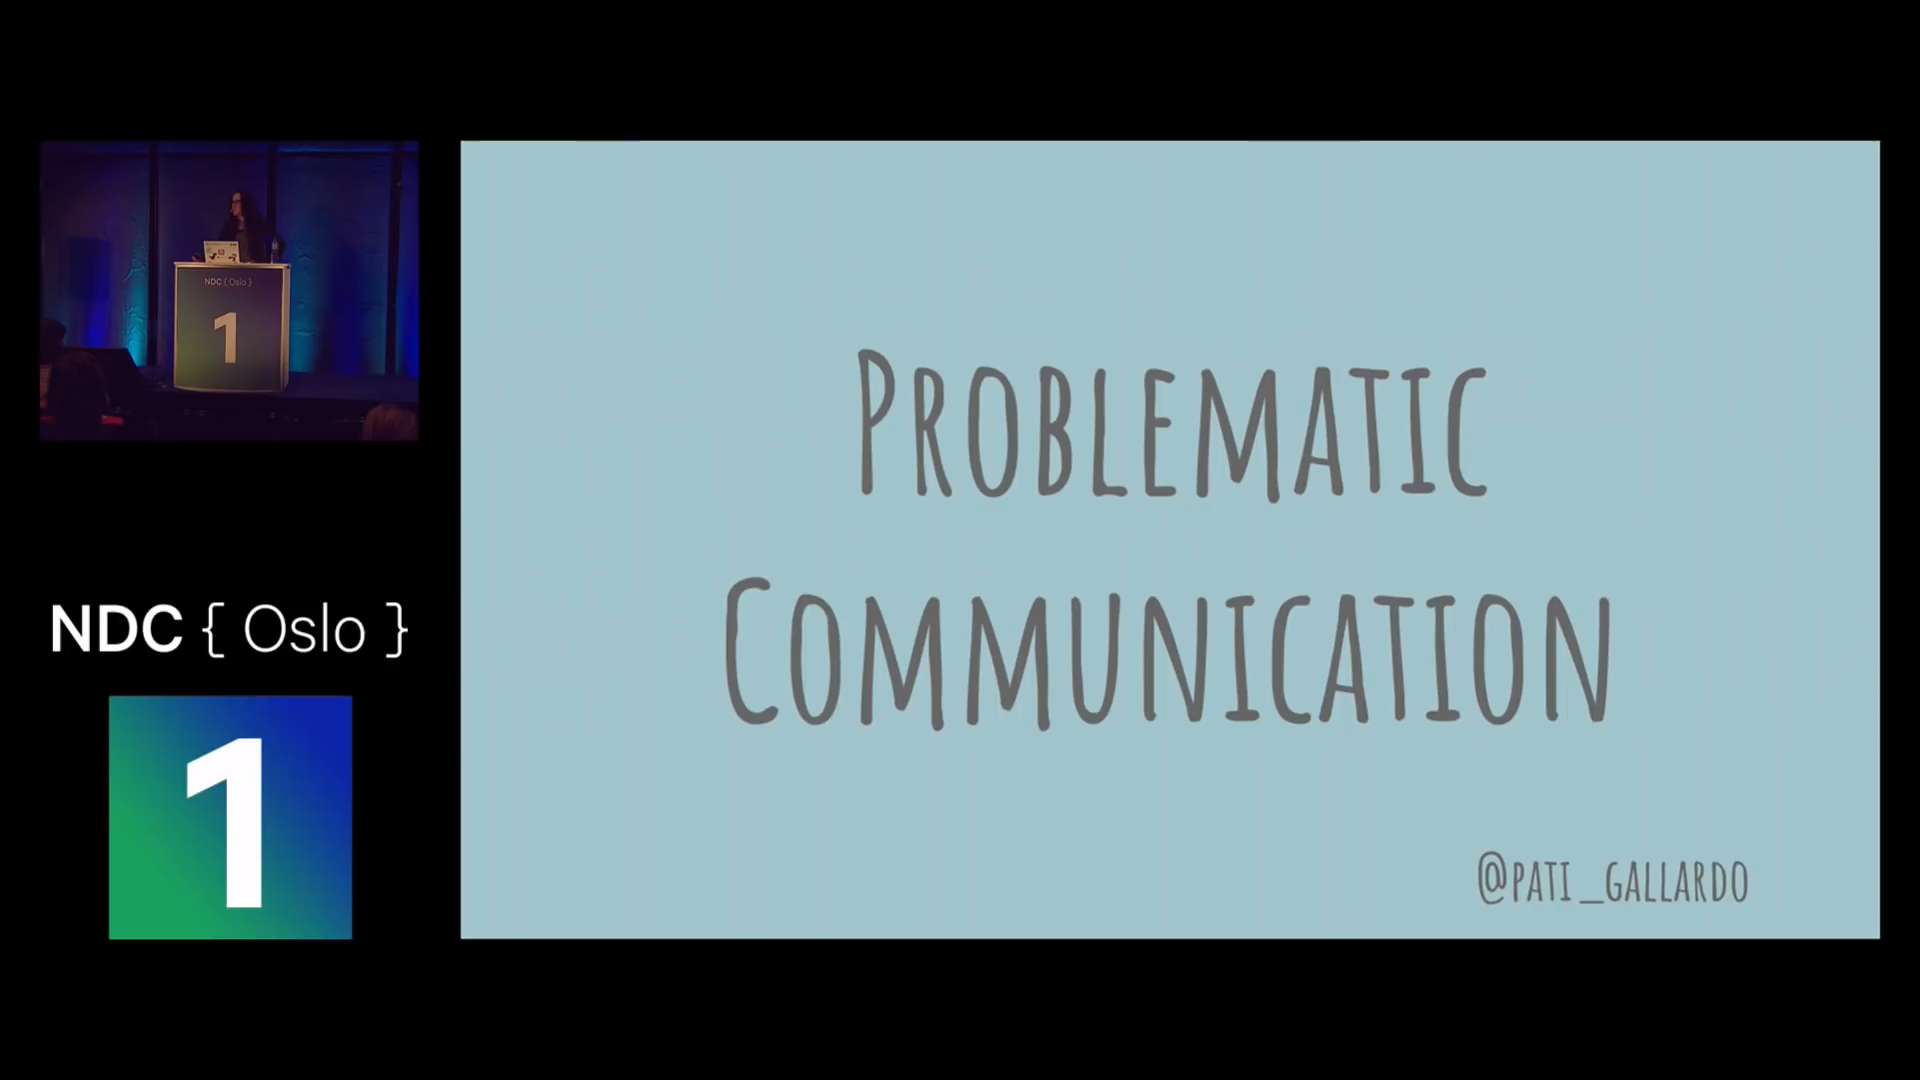 NDC { Oslo }
1
NDC { Oslo }
1
PROBLEMATIC
COMMUNICATION
@PATI_GALLARDO